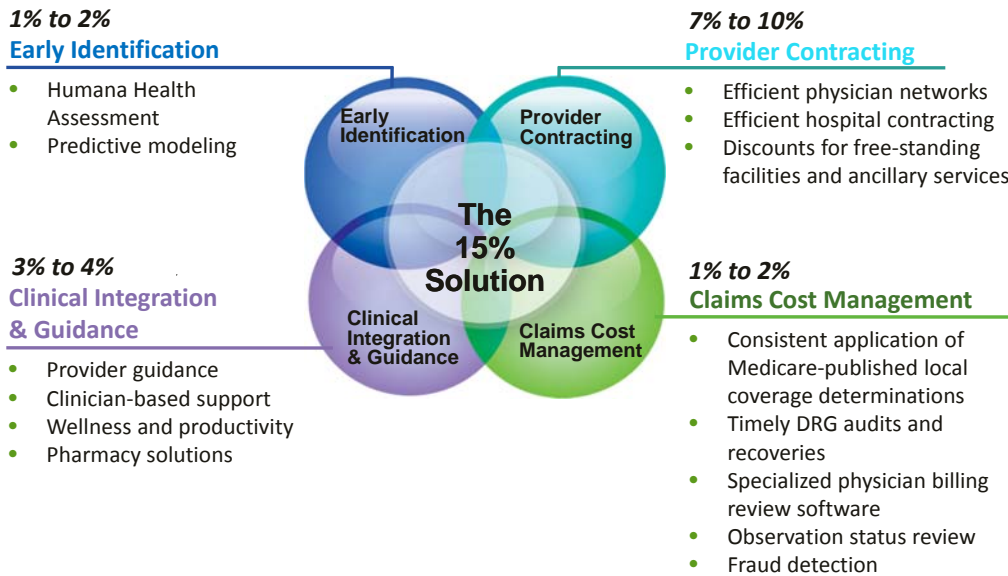 1% to 2%
Early Identification
• Humana Health
Assessment
• Predictive modeling
7% to 10%
Provider Contracting
• Efficient physician networks
• Efficient hospital contracting
• Discounts for free-standing
facilities and ancillary services
Early
Identification
Provider
Contracting
The
15%
Solution
Clinical
Integration
& Guidance
Claims Cost
Management
3% to 4%
Clinical Integration
& Guidance
• Provider guidance
• Clinician-based support
• Wellness and productivity
• Pharmacy solutions
1% to 2%
Claims Cost Management
• Consistent application of
Medicare-published local
coverage determinations
• Timely DRG audits and
recoveries
• Specialized physician billing
review software
• Observation status review
• Fraud detection